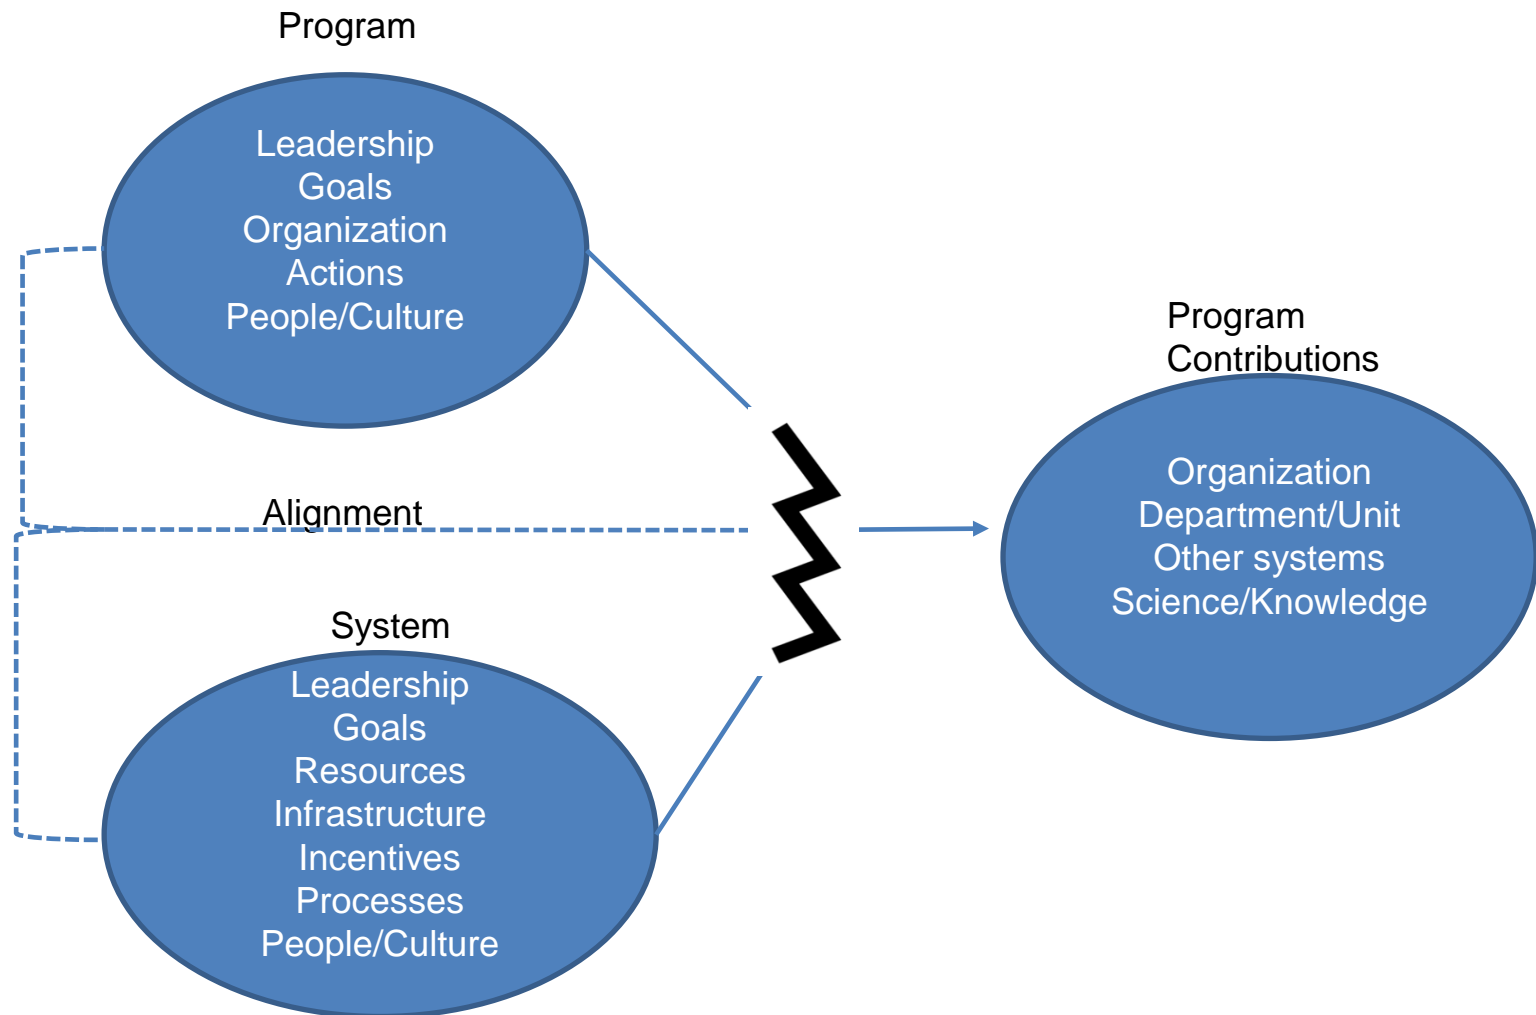 Program
Leadership
Goals
Organization
Actions
People/Culture
Alignment
System
Leadership
Goals
Resources
Infrastructure
Incentives
Processes
People/Culture
Program
Contributions
Organization
Department/Unit
Other systems
Science/Knowledge